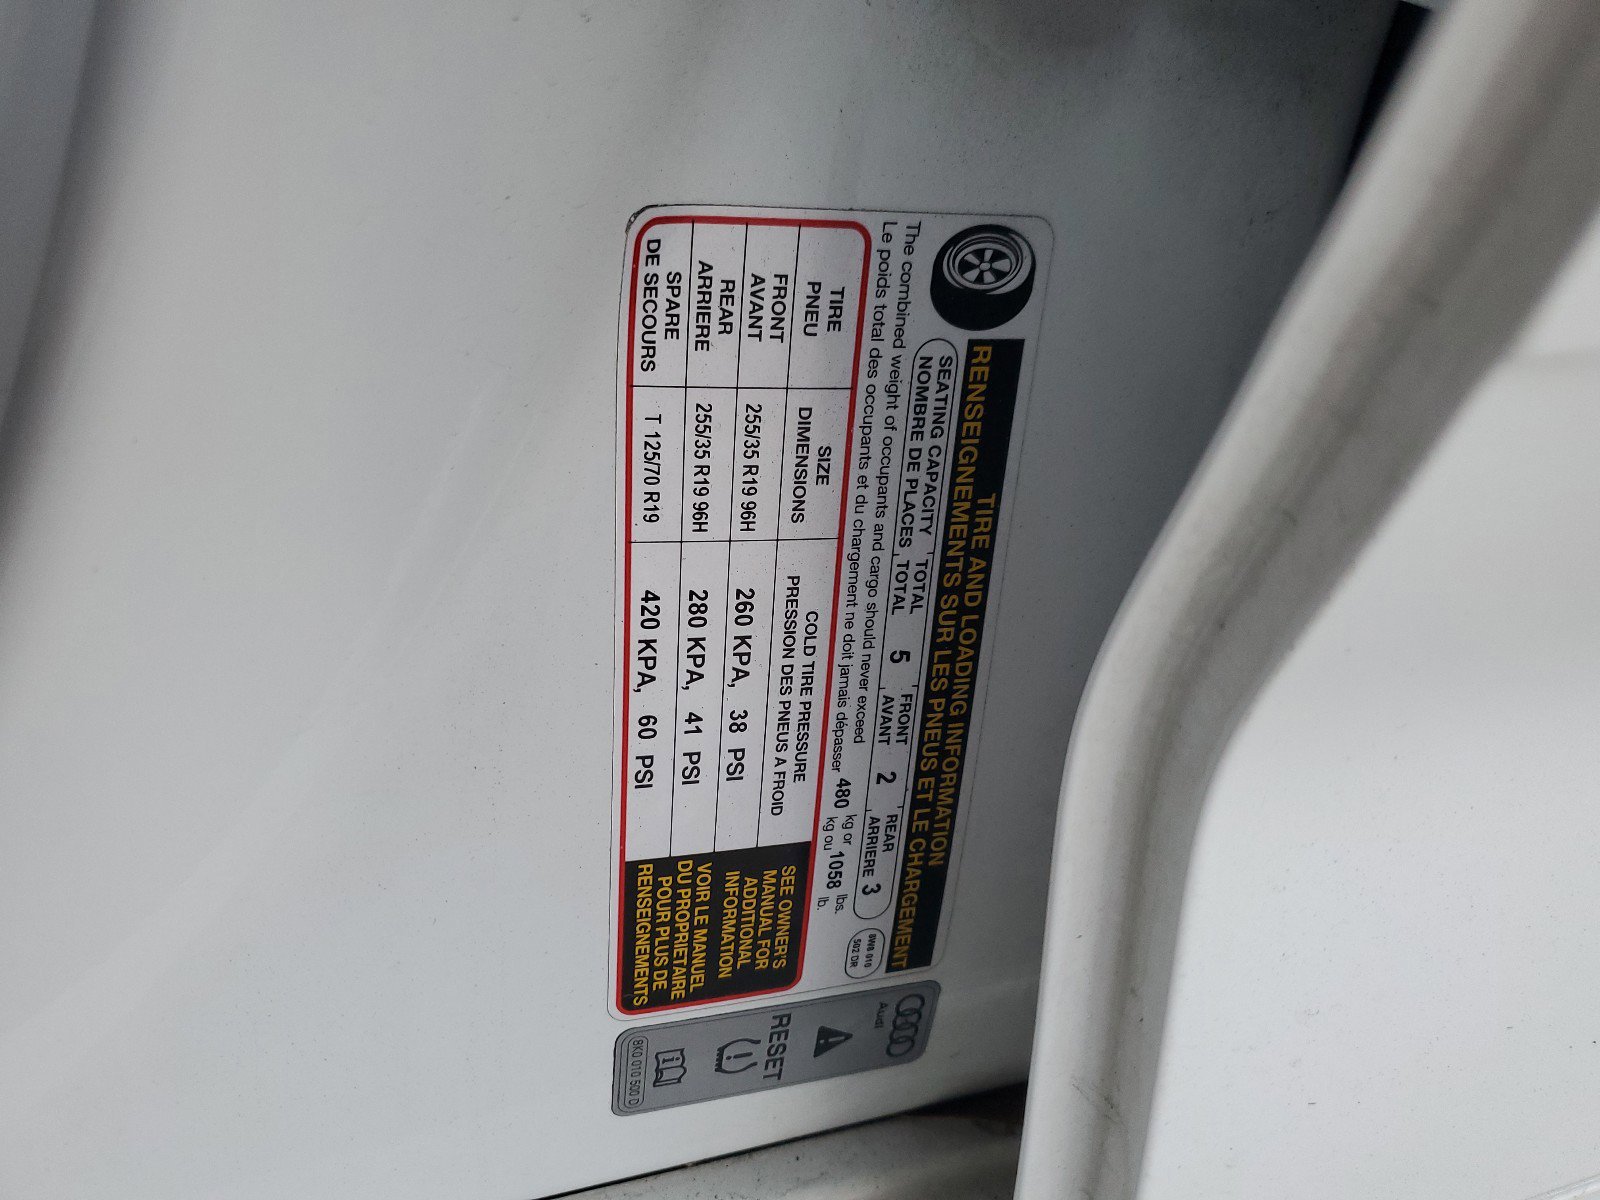 TIRE AND LOADING INFORMATION
RENSEIGNEMENTS SUR LES PNEUS ET LE CHARGEMENT
SEATING CAPACITY TOTAL 5 FRONT 2 REAR 3
NOMBRE DE PLACES TOTAL AVANT ARRIERE
8W8 010
502 DR
The combined weight of occupants and cargo should never exceed 480 kg or 1058 lbs.
Le poids total des occupants et du chargement ne doit jamais dépasser kg ou lb.
TIRE SIZE COLD TIRE PRESSURE
PNEU DIMENSIONS PRESSION DES PNEUS A FROID
FRONT
AVANT 255/35 R19 96H 260 KPA, 38 PSI
REAR
ARRIERE 255/35 R19 96H 280 KPA, 41 PSI
SPARE
DE SECOURS T 125/70 R19 420 KPA, 60 PSI
SEE OWNER'S
MANUAL FOR
ADDITIONAL
INFORMATION
VOIR LE MANUEL
DU PROPRIETAIRE
POUR PLUS DE
RENSEIGNEMENTS
Audi
RESET
8K0 010 500 D